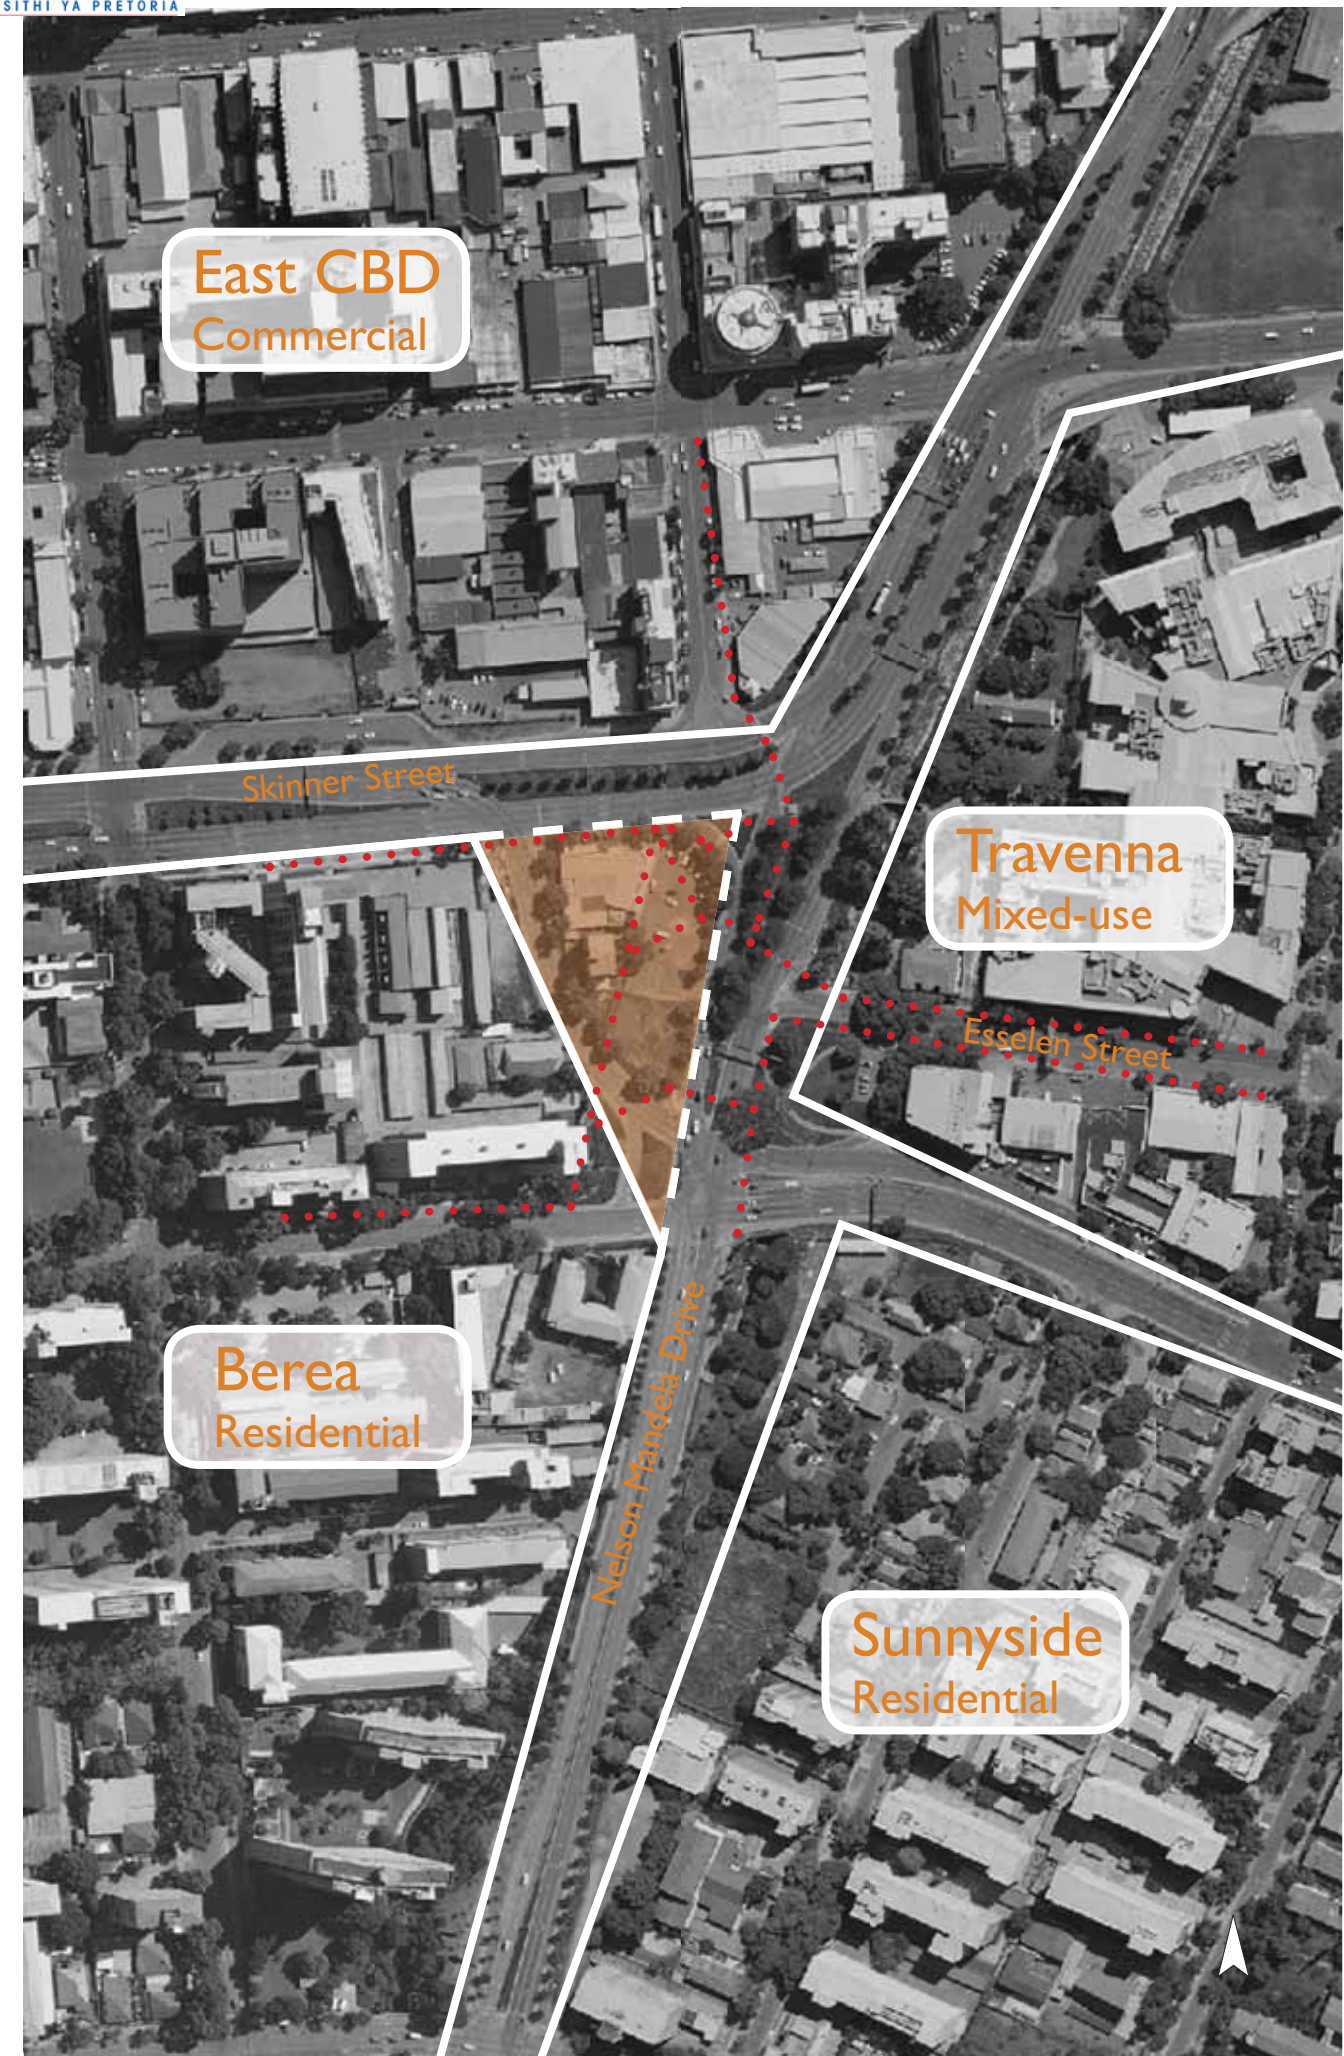 SITHI YA PRETORIA
East CBD
Commercial
Skinner Street
Travenna
Mixed-use
Esselen Street
Nelson Mandela Drive
Berea
Residential
Sunnyside
Residential